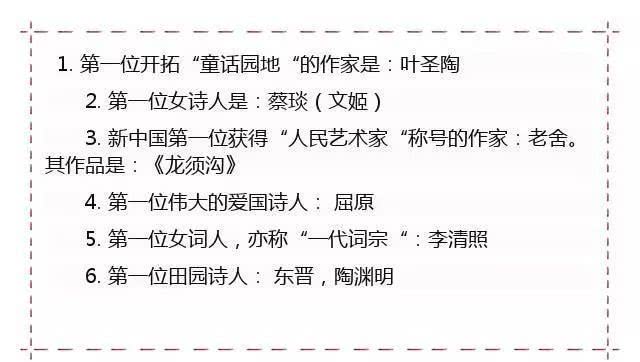 1. 第一位开拓“童话园地“的作家是：叶圣陶
2. 第一位女诗人是：蔡琰（文姬）
3. 新中国第一位获得“人民艺术家“称号的作家：老舍。
其作品是：《龙须沟》
4. 第一位伟大的爱国诗人： 屈原
5. 第一位女词人，亦称“一代词宗“：李清照
6. 第一位田园诗人： 东晋，陶渊明